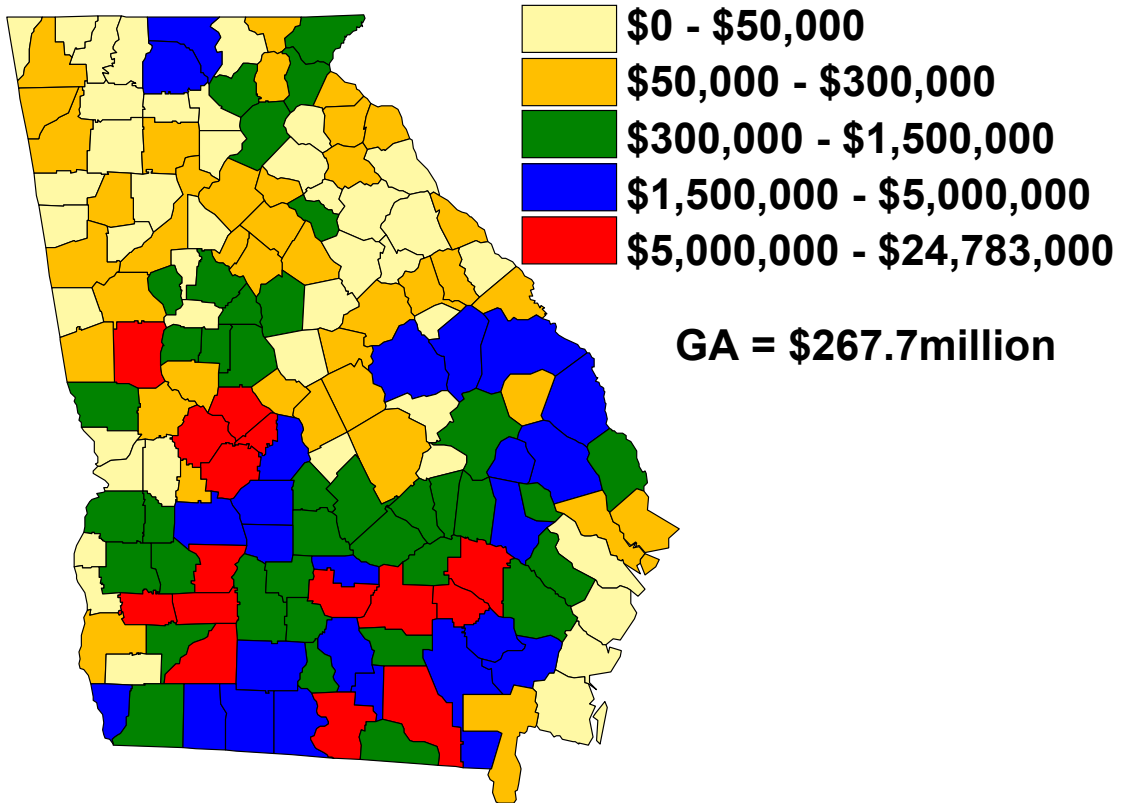 $0 - $50,000
$50,000 - $300,000
$300,000 - $1,500,000
$1,500,000 - $5,000,000
$5,000,000 - $24,783,000
GA = $267.7million